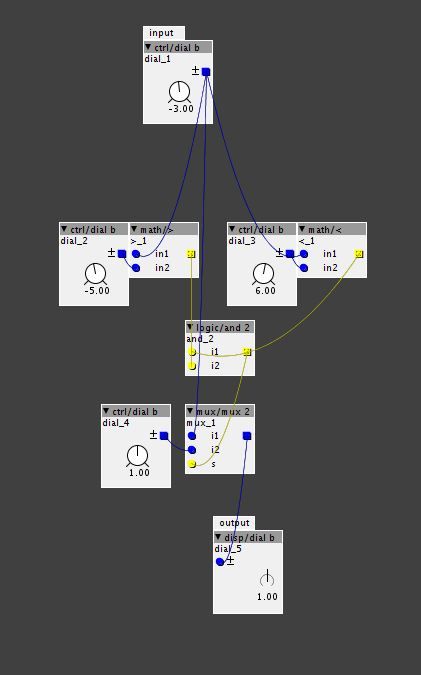 input
▼ ctrl/dial b
dial_1
±
-3.00
▼ ctrl/dial b
dial_2
±
-5.00
▼ math/>
>_1
in1
in2
▼ ctrl/dial b
dial_3
±
6.00
▼ math/<
<_1
in1
in2
▼ logic/and 2
and_2
i1
i2
▼ ctrl/dial b
dial_4
±
1.00
▼ mux/mux 2
mux_1
i1
i2
s
output
▼ disp/dial b
dial_5
±
1.00